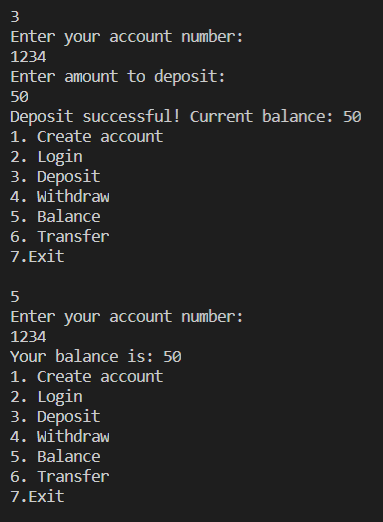 3
Enter your account number:
1234
Enter amount to deposit:
50
Deposit successful! Current balance: 50
1. Create account
2. Login
3. Deposit
4. Withdraw
5. Balance
6. Transfer
7.Exit

5
Enter your account number:
1234
Your balance is: 50
1. Create account
2. Login
3. Deposit
4. Withdraw
5. Balance
6. Transfer
7.Exit